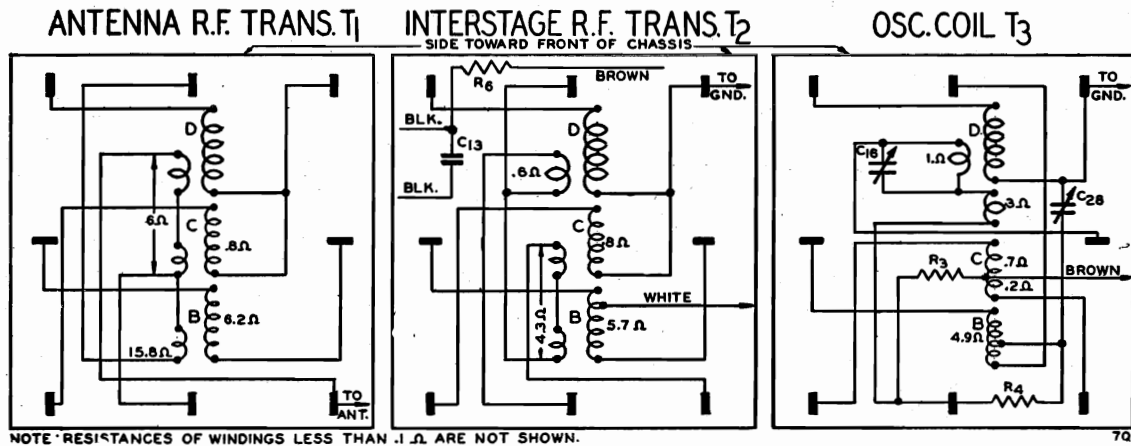 ANTENNA R.F. TRANS. T1
INTERSTAGE R.F. TRANS. T2
OSC. COIL T3
SIDE TOWARD FRONT OF CHASSIS
D
.6Ω
C
.8Ω
B
6.2Ω
15.8Ω
TO
ANT.
R6
BROWN
TO
GND.
BLK.
C13
BLK.
D
.6Ω
C
.8Ω
WHITE
B
5.7Ω
4.3Ω
TO
GND.
D
C16
1.Ω
C28
.3Ω
C
.7Ω
R3
BROWN
.2Ω
B
4.9Ω
R4
NOTE: RESISTANCES OF WINDINGS LESS THAN .1 Ω ARE NOT SHOWN.